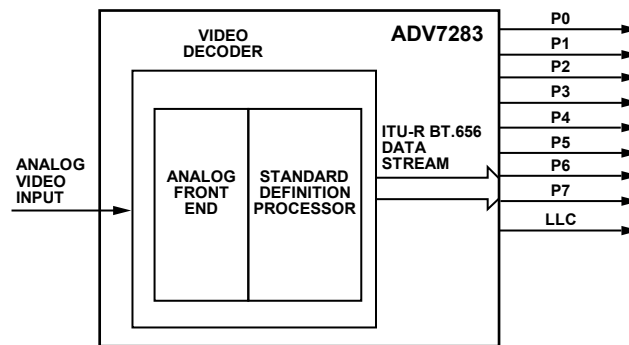 VIDEO
DECODER
ADV7283
ANALOG
VIDEO
INPUT
ANALOG
FRONT
END
STANDARD
DEFINITION
PROCESSOR
ITU-R BT.656
DATA
STREAM
P0
P1
P2
P3
P4
P5
P6
P7
LLC